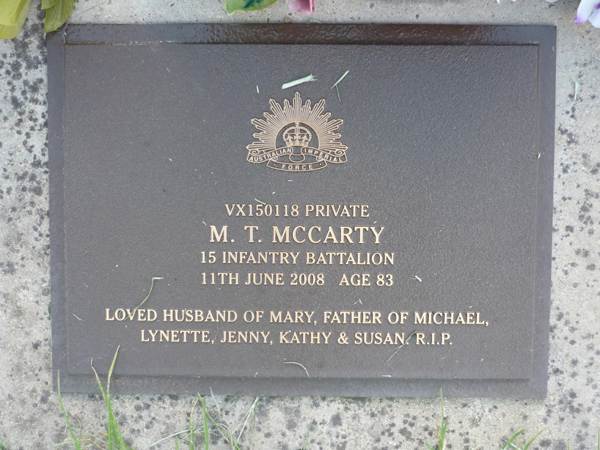 AUSTRALIAN IMPERIAL
FORCE
VX150118 PRIVATE
M. T. MCCARTY
15 INFANTRY BATTALION
11TH JUNE 2008 AGE 83
LOVED HUSBAND OF MARY, FATHER OF MICHAEL,
LYNETTE, JENNY, KATHY & SUSAN. R.I.P.